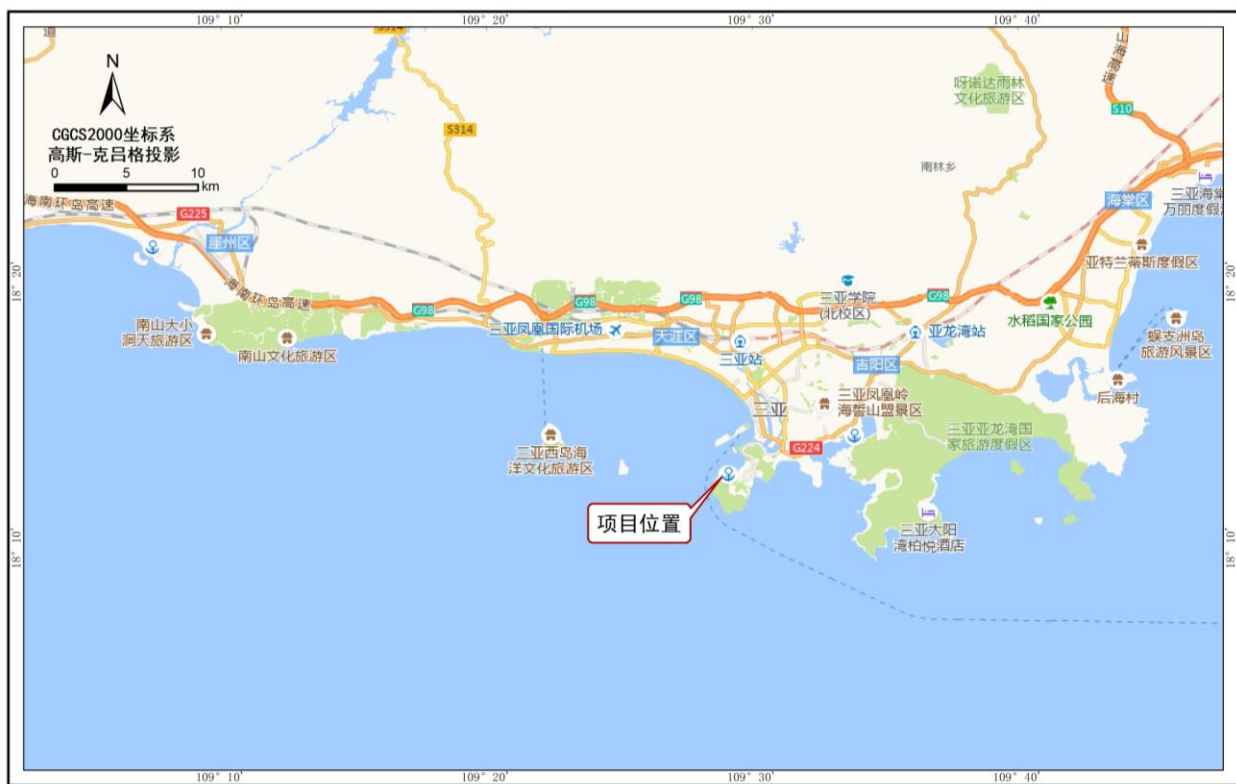 109° 10′
109° 20′
109° 30′
109° 40′
道
S314
山海高速
N
呀诺达雨林
文化旅游区
S10
CGCS2000坐标系
高斯-克吕格投影
S314
0 5 10
km
南林乡
海南环岛高速
G225
海棠区
三亚海棠
万丽度假酒
崖州区
亚特兰蒂斯度假区
18° 20′
18° 20′
海南环岛高速
G98
G98
G98
G98
三亚学院
(北校区)
水稻国家公园
南山大小
洞天旅游区
南山文化旅游区
三亚凤凰国际机场
天涯区
三亚站
亚龙湾站
蜈支洲岛
旅游风景区
吉阳区
后海村
三亚
三亚凤凰岭
海誓山盟景区
三亚亚龙湾国
家旅游度假区
G224
三亚西岛海
洋文化旅游区
项目位置
三亚太阳
湾柏悦酒店
18° 10′
18° 10′
109° 10′
109° 20′
109° 30′
109° 40′